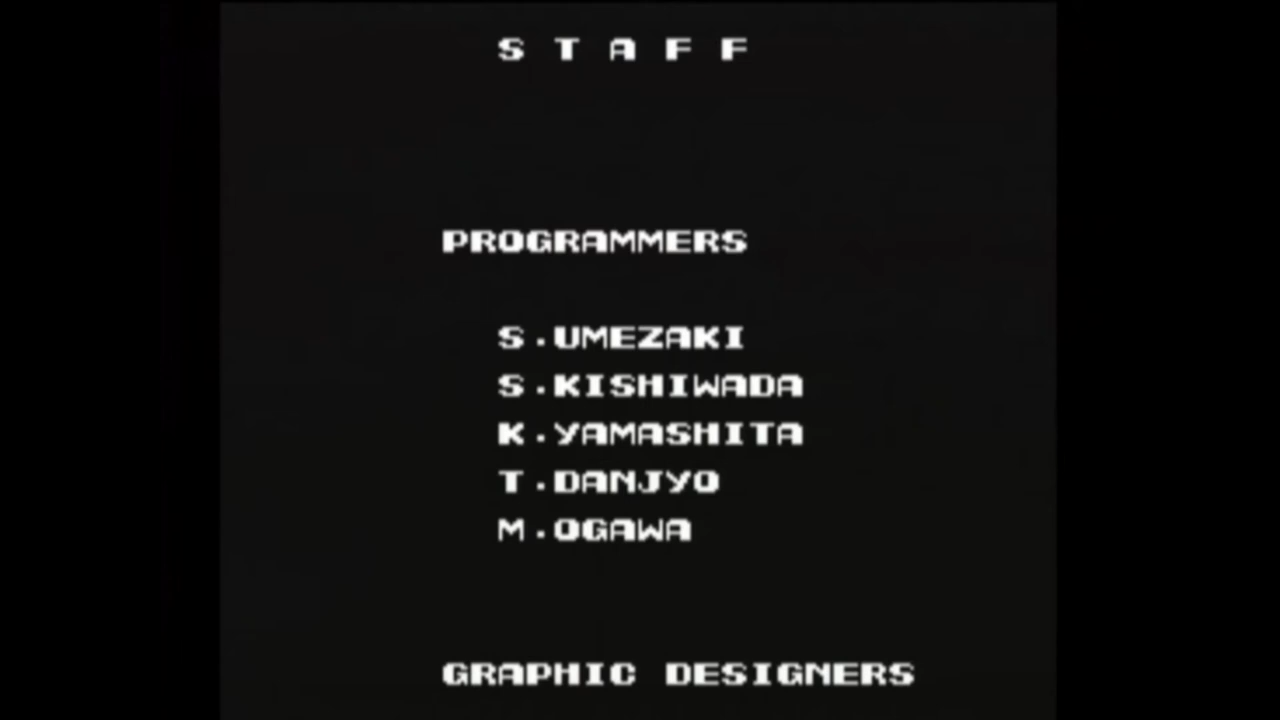 S T A F F
PROGRAMMERS
S.UMEZAKI
S.KISHIWADA
K.YAMASHITA
T.DANJYO
M.OGAWA
GRAPHIC DESIGNERS